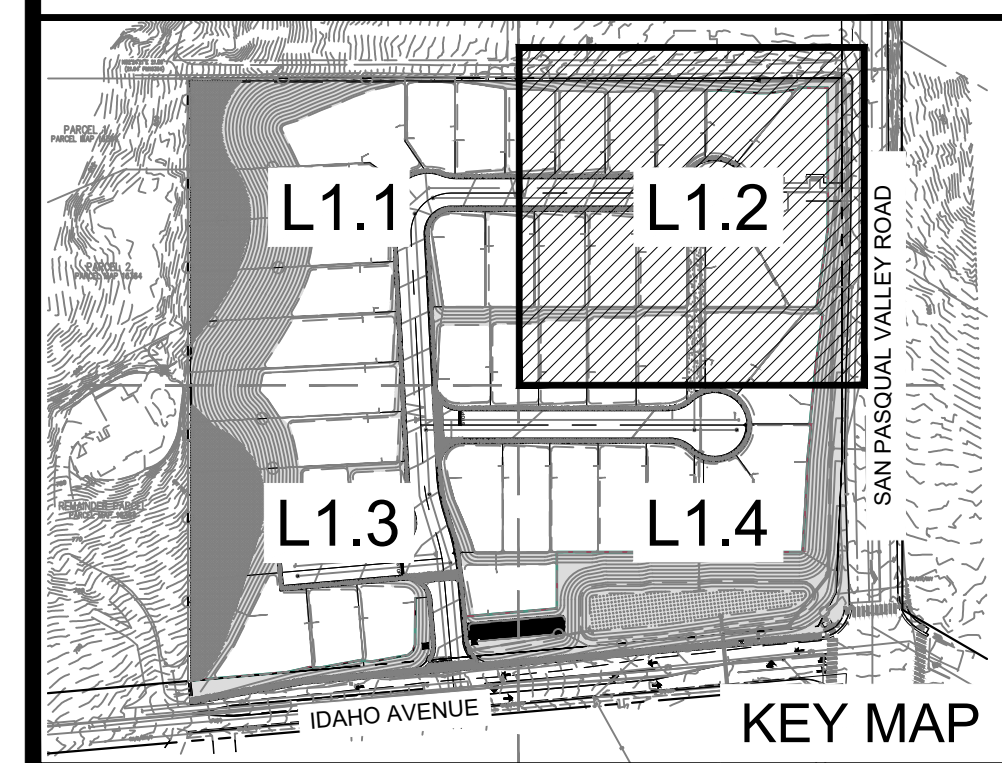 PARCEL 1
L1.1
L1.2
PARCEL 2
SAN PASQUAL VALLEY ROAD
L1.3
L1.4
REMAINDER PARCEL
IDAHO AVENUE
KEY MAP